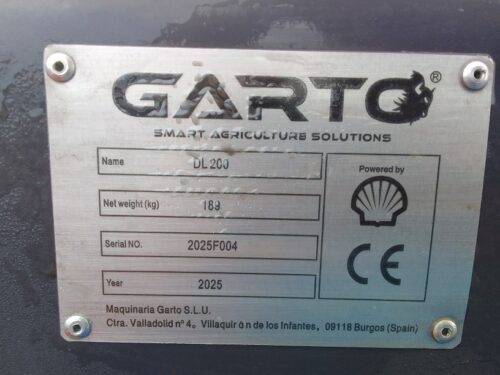 GARTO®
SMART AGRICULTURE SOLUTIONS
Name DL200
Net weight (kg) 189
Serial NO. 2025F004
Year 2025
Powered by
CE
Maquinaria Garto S.L.U.
Ctra. Valladolid nº 4。 Villaquirón de los Infantes, 09118 Burgos (Spain)